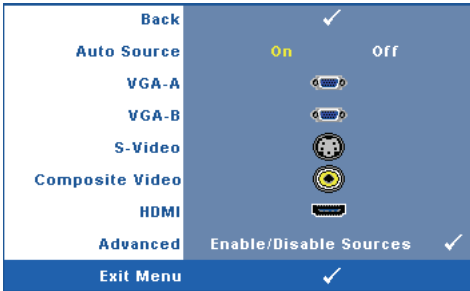 Back
Auto Source On Off
VGA-A
VGA-B
S-Video
Composite Video
HDMI
Advanced Enable/Disable Sources
Exit Menu